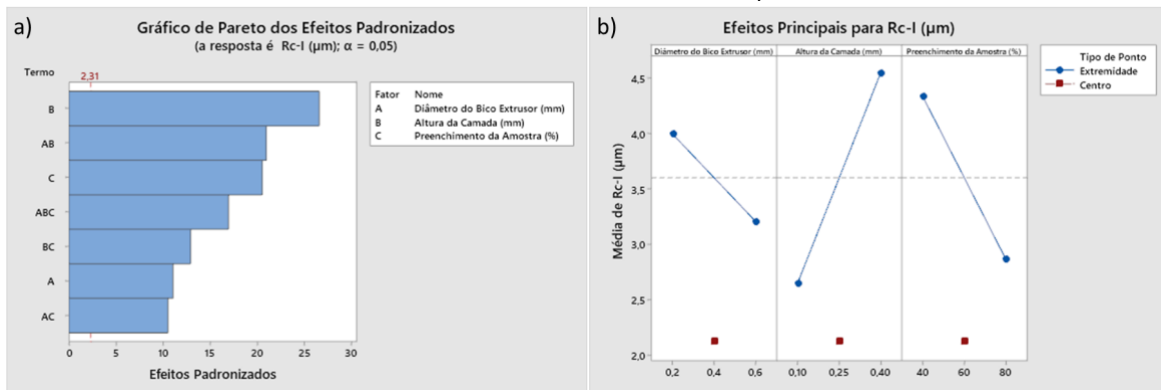 a)
Gráfico de Pareto dos Efeitos Padronizados
(a resposta é Rc-I (µm); α = 0,05)
Termo
2,31
B
AB
C
ABC
BC
A
AC
0 5 10 15 20 25 30
Efeitos Padronizados
Fator Nome
A Diâmetro do Bico Extrusor (mm)
B Altura da Camada (mm)
C Preenchimento da Amostra (%)
b)
Efeitos Principais para Rc-I (µm)
Diâmetro do Bico Extrusor (mm) Altura da Camada (mm) Preenchimento da Amostra (%)
Média de Rc-I (µm)
4,5
4,0
3,5
3,0
2,5
2,0
0,2 0,4 0,6 0,10 0,25 0,40 40 60 80
Tipo de Ponto
Extremidade
Centro